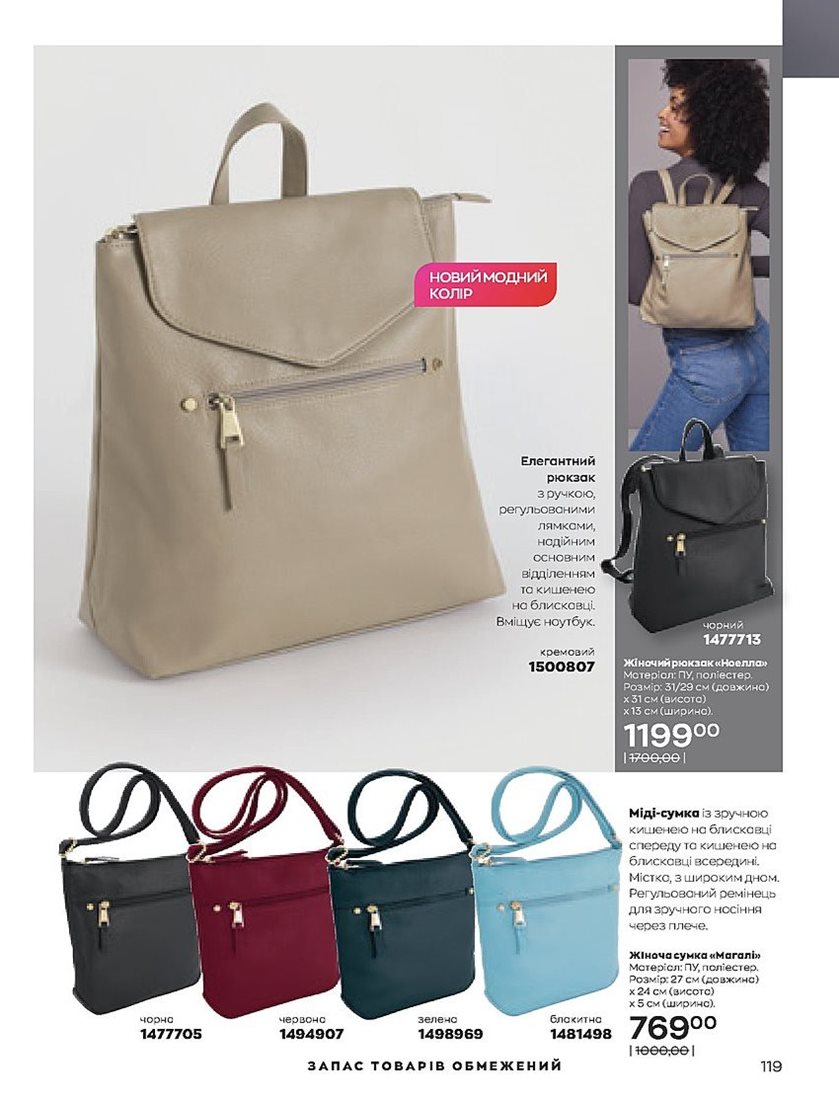 НОВИЙ МОДНИЙ
КОЛІР
Елегантний
рюкзак
з ручкою,
регульованими
лямками,
надійним
основним
відділенням
та кишенею
на блискавці.
Вміщує ноутбук.
кремовий
1500807
чорний
1477713
Жіночий рюкзак «Ноелла»
Матеріал: ПУ, поліестер.
Розмір: 31/29 см (довжина)
х 31 см (висота)
х 13 см (ширина).
1199⁰⁰
| 1700,00 |
Міді-сумка із зручною
кишенею на блискавці
спереду та кишенею на
блискавці всередині.
Містка, з широким дном.
Регульований ремінець
для зручного носіння
через плече.
Жіноча сумка «Магалі»
Матеріал: ПУ, поліестер.
Розмір: 27 см (довжина)
х 24 см (висота)
х 5 см (ширина).
769⁰⁰
| 1000,00 |
чорна
1477705
червона
1494907
зелена
1498969
блакитна
1481498
ЗАПАС ТОВАРІВ ОБМЕЖЕНИЙ
119